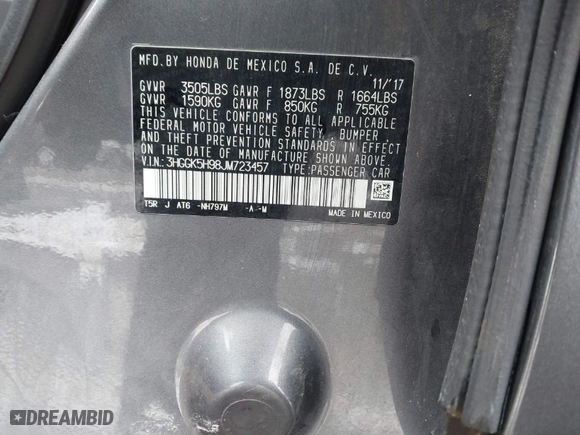 MFD.BY HONDA DE MEXICO S.A. DE C.V.
11/'17
GVWR 3505LBS GAWR F 1873LBS R 1664LBS
GVWR 1590KG GAWR F 850KG R 755KG
THIS VEHICLE CONFORMS TO ALL APPLICABLE
FEDERAL MOTOR VEHICLE SAFETY, BUMPER,
AND THEFT PREVENTION STANDARDS IN EFFECT
ON THE DATE OF MANUFACTURE SHOWN ABOVE.
V.I.N.:3HGGK5H98JM723457 TYPE:PASSENGER CAR
T5R J AT6 -NH797M -A -M
MADE IN MEXICO
DREAMBID